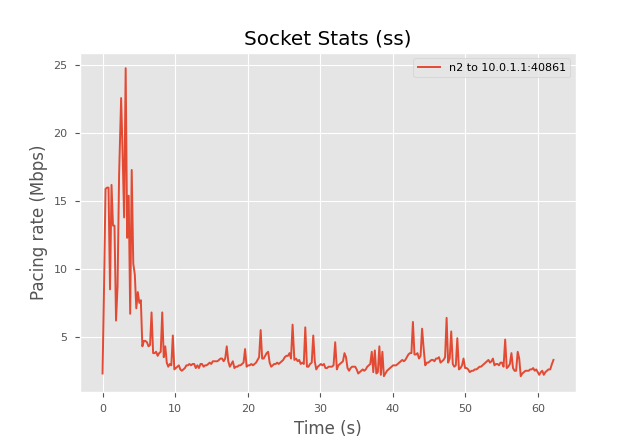 Socket Stats (ss)
n2 to 10.0.1.1:40861
Pacing rate (Mbps)
25
20
15
10
5
0 10 20 30 40 50 60
Time (s)